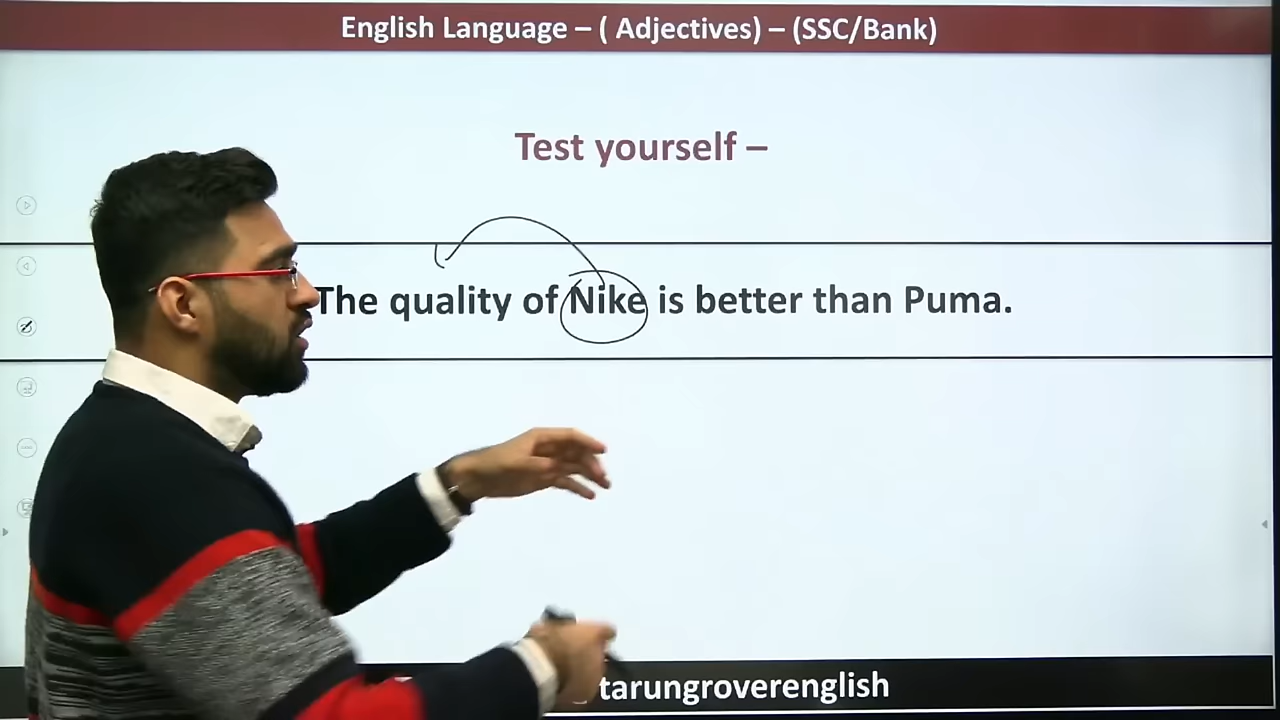 English Language – ( Adjectives) – (SSC/Bank)
Test yourself –
The quality of Nike is better than Puma.
tarungroverenglish